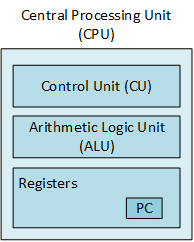 Central Processing Unit
(CPU)
Control Unit (CU)
Arithmetic Logic Unit
(ALU)
Registers
PC